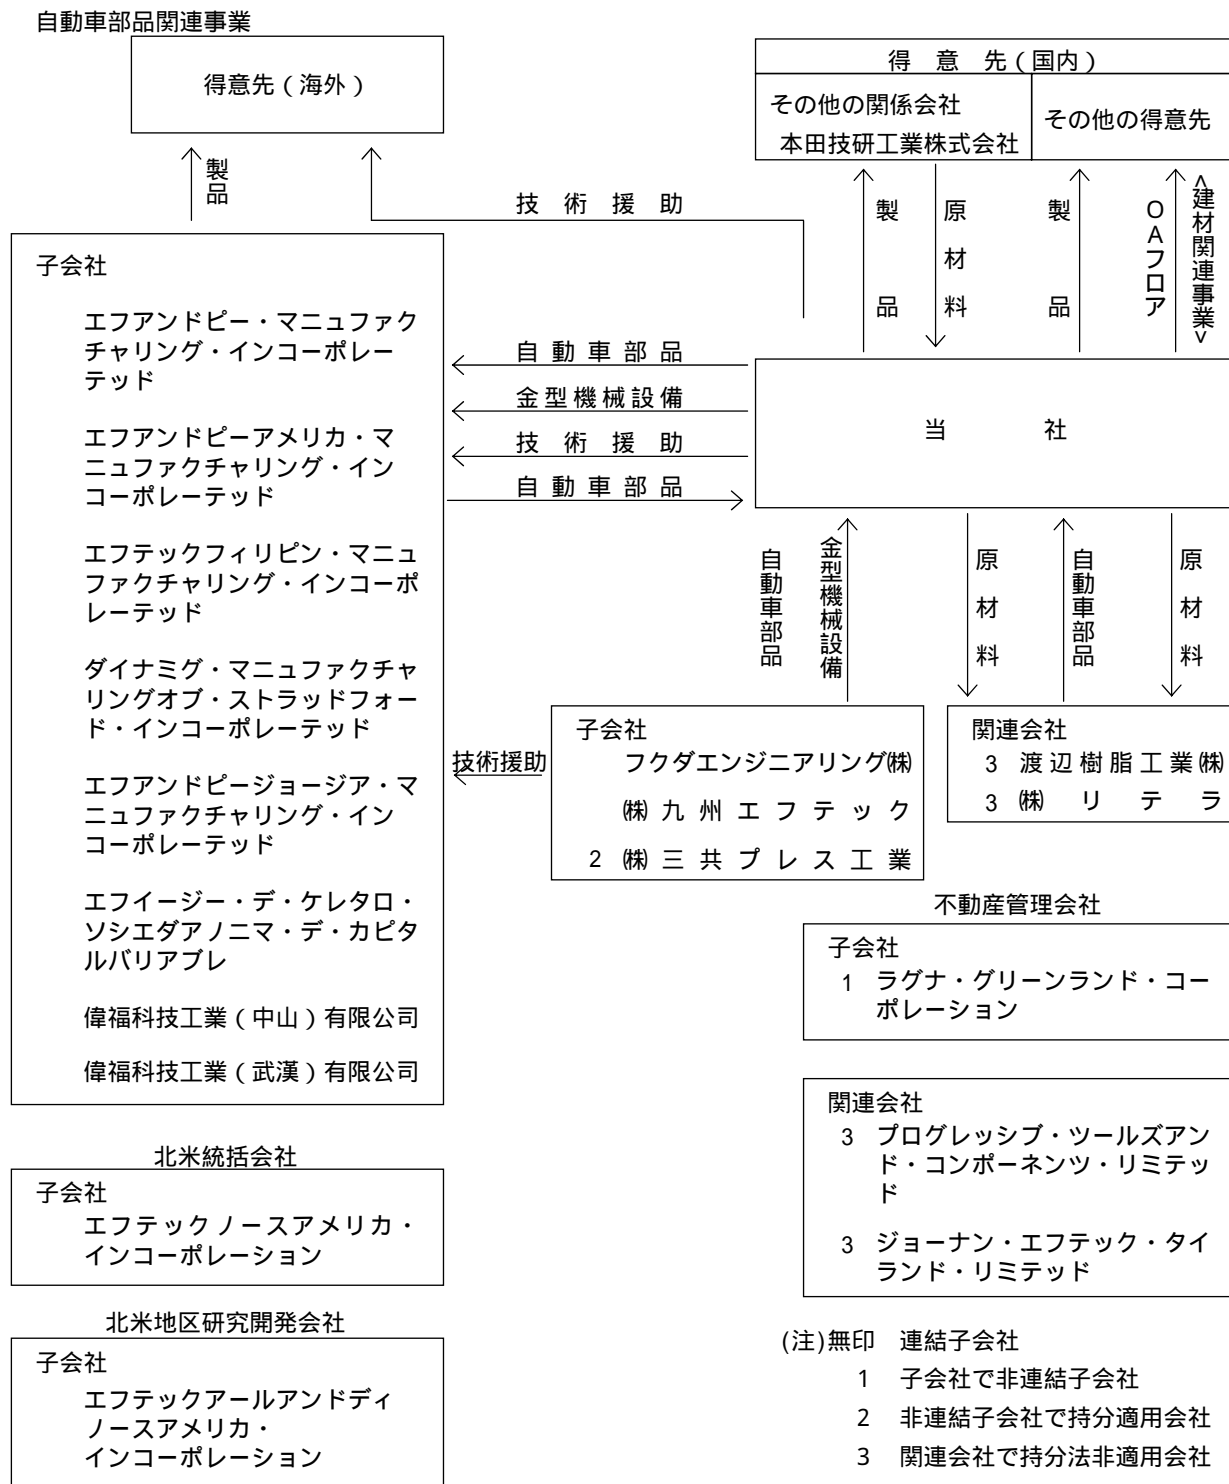 自動車部品関連事業
得意先（海外）
得 意 先（国内）
その他の関係会社
本田技研工業株式会社
その他の得意先
製品
技 術 援 助
製 品
原 材 料
製 品
OAフロア
<建材関連事業>
子会社
エフアンドピー・マニュファク
チャリング・インコーポレー
テッド
エフアンドピーアメリカ・マ
ニュファクチャリング・イン
コーポレーテッド
エフテックフィリピン・マニュ
ファクチャリング・インコーポ
レーテッド
ダイナミグ・マニュファクチャ
リングオブ・ストラッドフォー
ド・インコーポレーテッド
エフアンドピージョージア・マ
ニュファクチャリング・イン
コーポレーテッド
エフイージー・デ・ケレタロ・
ソシエダアノニマ・デ・カピタ
ルバリアブレ
偉福科技工業（中山）有限公司
偉福科技工業（武漢）有限公司
自 動 車 部 品
金型機械設備
技 術 援 助
自 動 車 部 品
当 社
自動車部品
金型機械設備
原 材 料
自動車部品
原 材 料
技術援助
子会社
フクダエンジニアリング㈱
㈱九州エフテック
2 ㈱三共プレス工業
関連会社
3 渡辺樹脂工業㈱
3 ㈱リテラ
不動産管理会社
子会社
1 ラグナ・グリーンランド・コー
ポレーション
関連会社
3 プログレッシブ・ツールズアン
ド・コンポーネンツ・リミテッ
ド
3 ジョーナン・エフテック・タイ
ランド・リミテッド
北米統括会社
子会社
エフテックノースアメリカ・
インコーポレーション
北米地区研究開発会社
子会社
エフテックアールアンドディ
ノースアメリカ・
インコーポレーション
(注)無印 連結子会社
1 子会社で非連結子会社
2 非連結子会社で持分適用会社
3 関連会社で持分法非適用会社